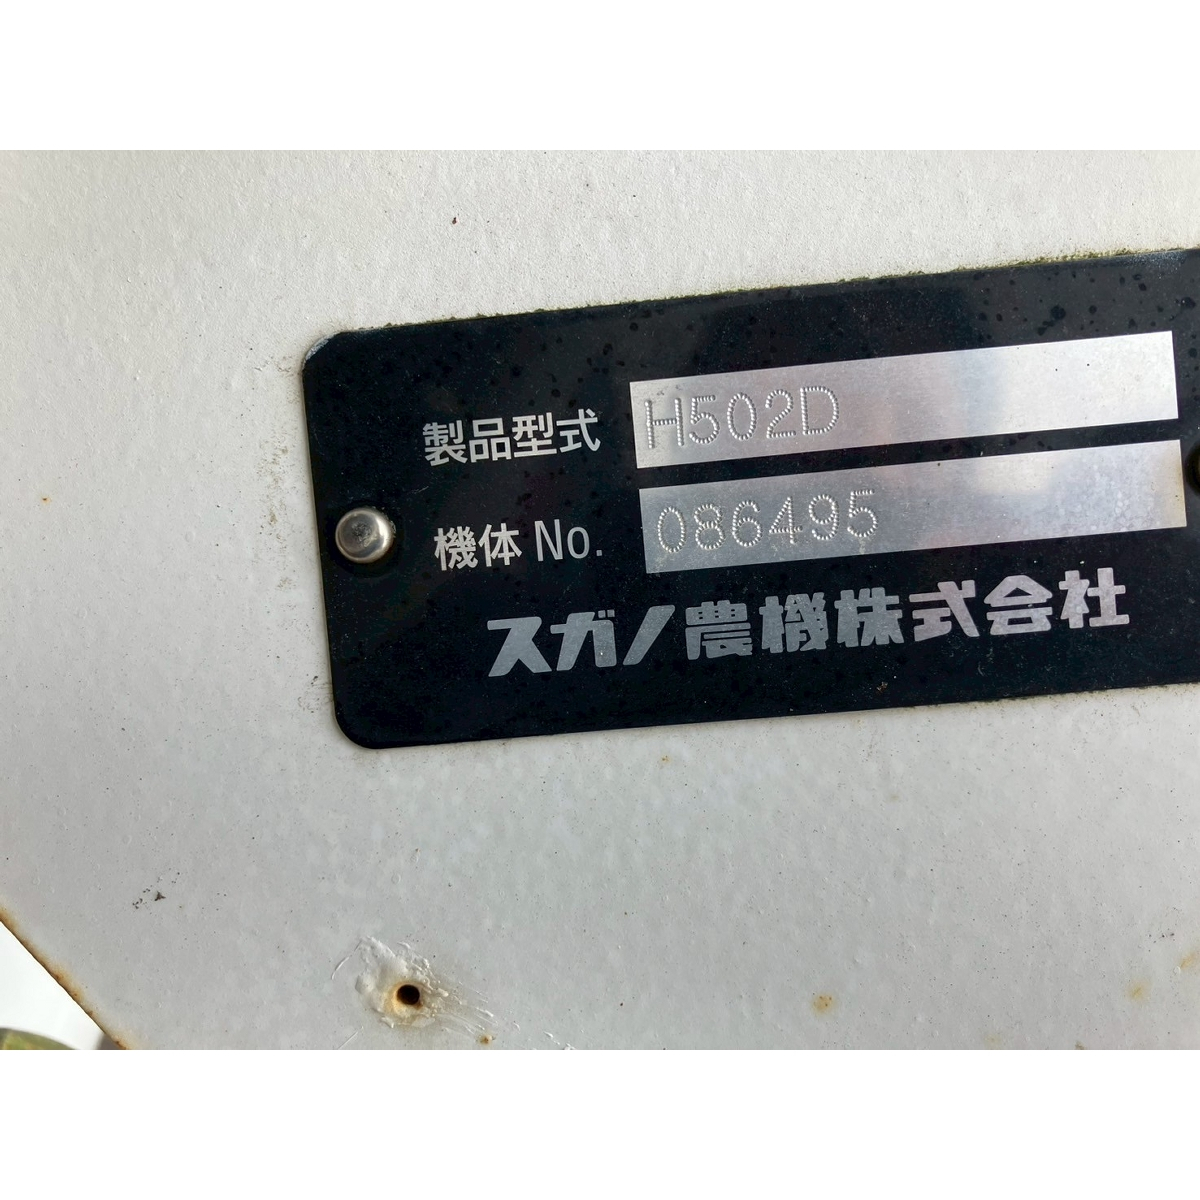 製品型式 H502D
機体 No. 086495
スガノ農機株式会社